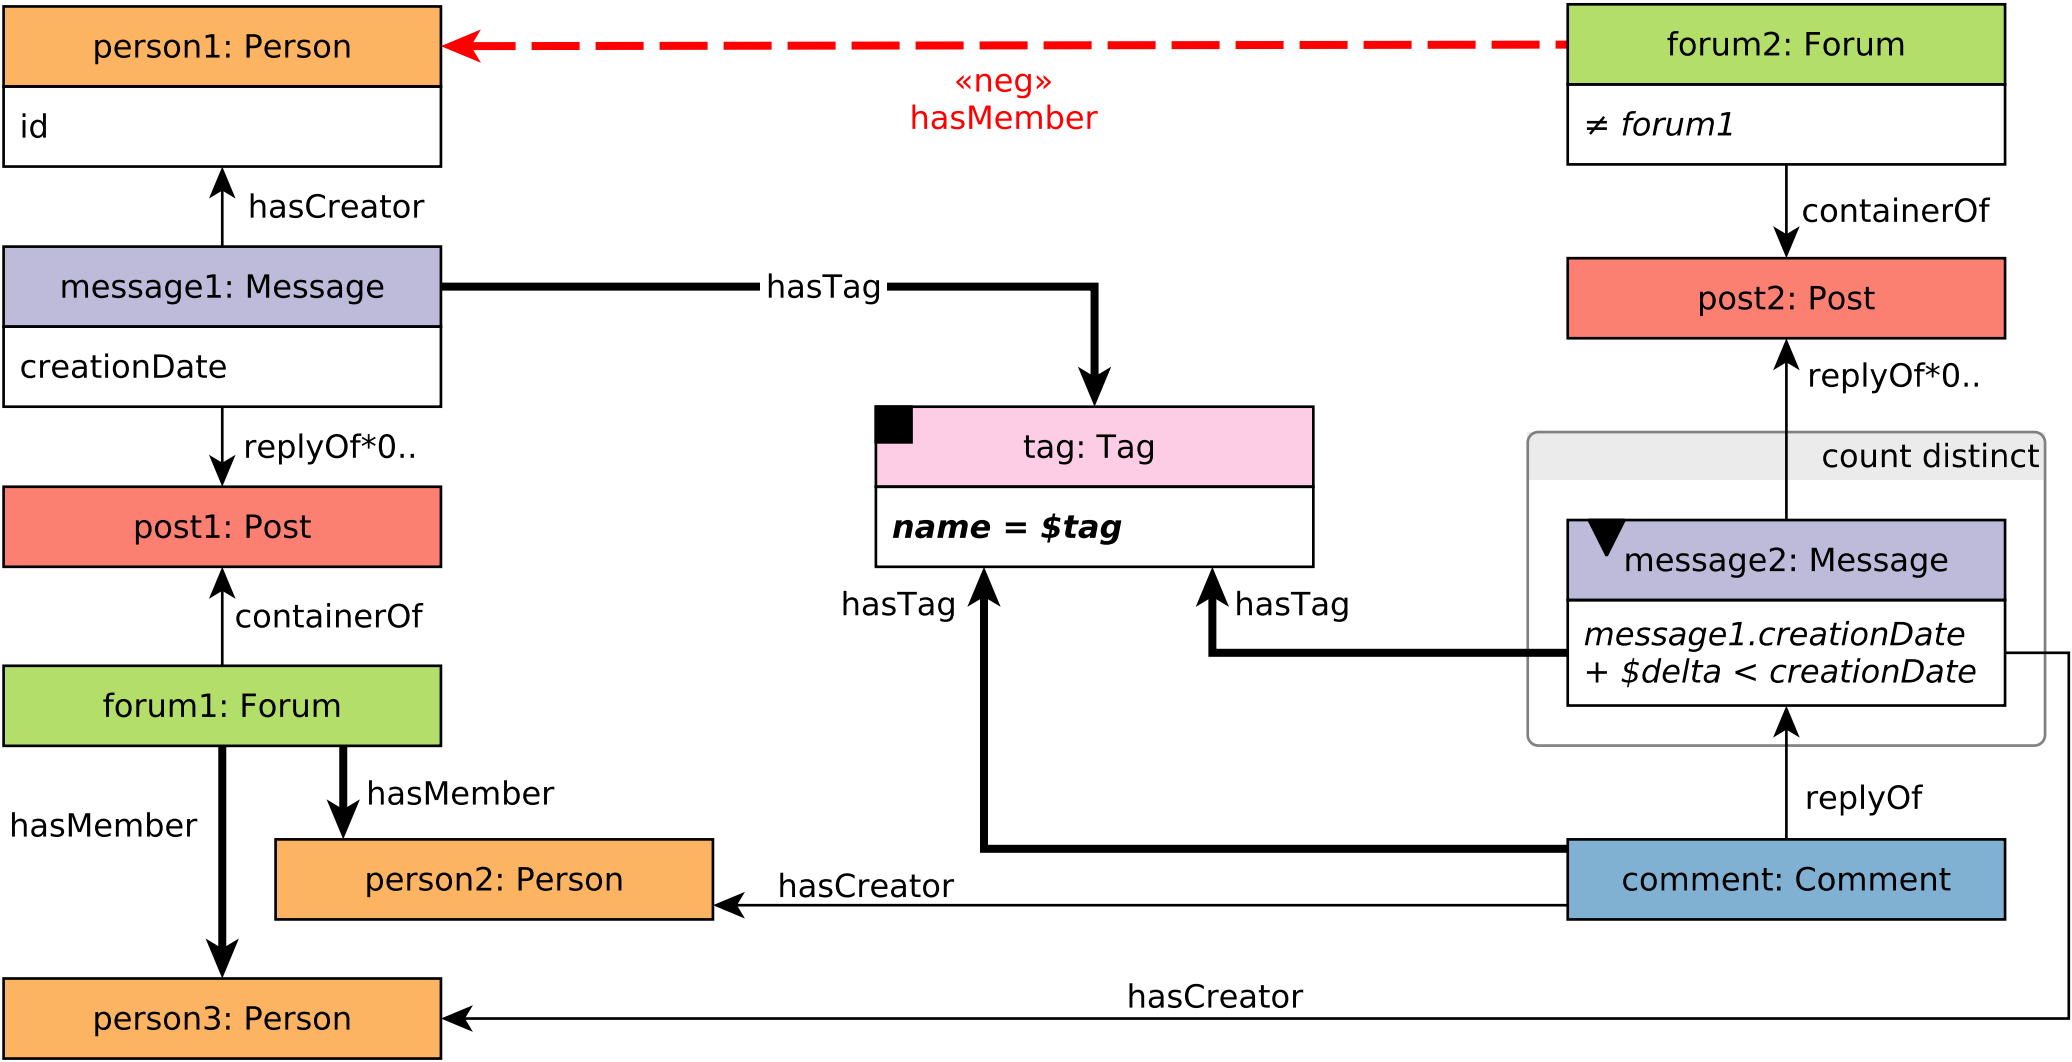 person1: Person
id
«neg»
hasMember
forum2: Forum
≠ forum1
hasCreator
containerOf
message1: Message
creationDate
hasTag
post2: Post
replyOf*0..
replyOf*0..
tag: Tag
name = $tag
count distinct
post1: Post
message2: Message
message1.creationDate
+ $delta < creationDate
containerOf
hasTag
hasTag
forum1: Forum
hasMember
hasMember
replyOf
person2: Person
hasCreator
comment: Comment
person3: Person
hasCreator